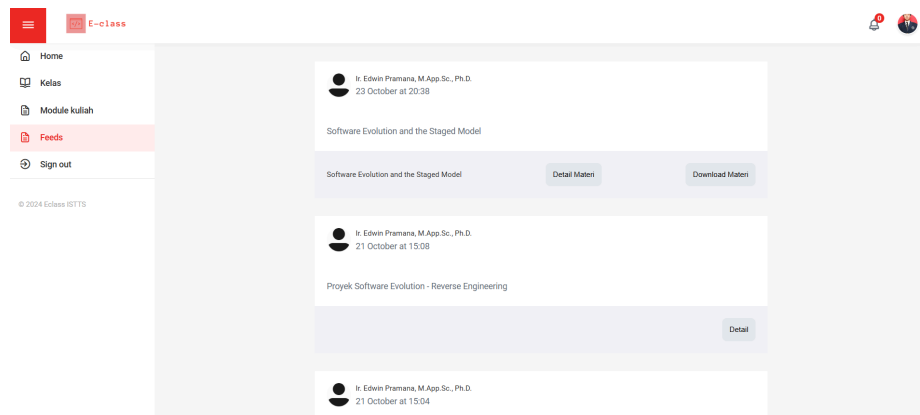 E-class
0
Home
Kelas
Module kuliah
Feeds
Sign out
© 2024 Eclass ISTTS
Ir. Edwin Pramana, M.App.Sc., Ph.D.
23 October at 20:38
Software Evolution and the Staged Model
Software Evolution and the Staged Model
Detail Materi
Download Materi
Ir. Edwin Pramana, M.App.Sc., Ph.D.
21 October at 15:08
Proyek Software Evolution - Reverse Engineering
Detail
Ir. Edwin Pramana, M.App.Sc., Ph.D.
21 October at 15:04